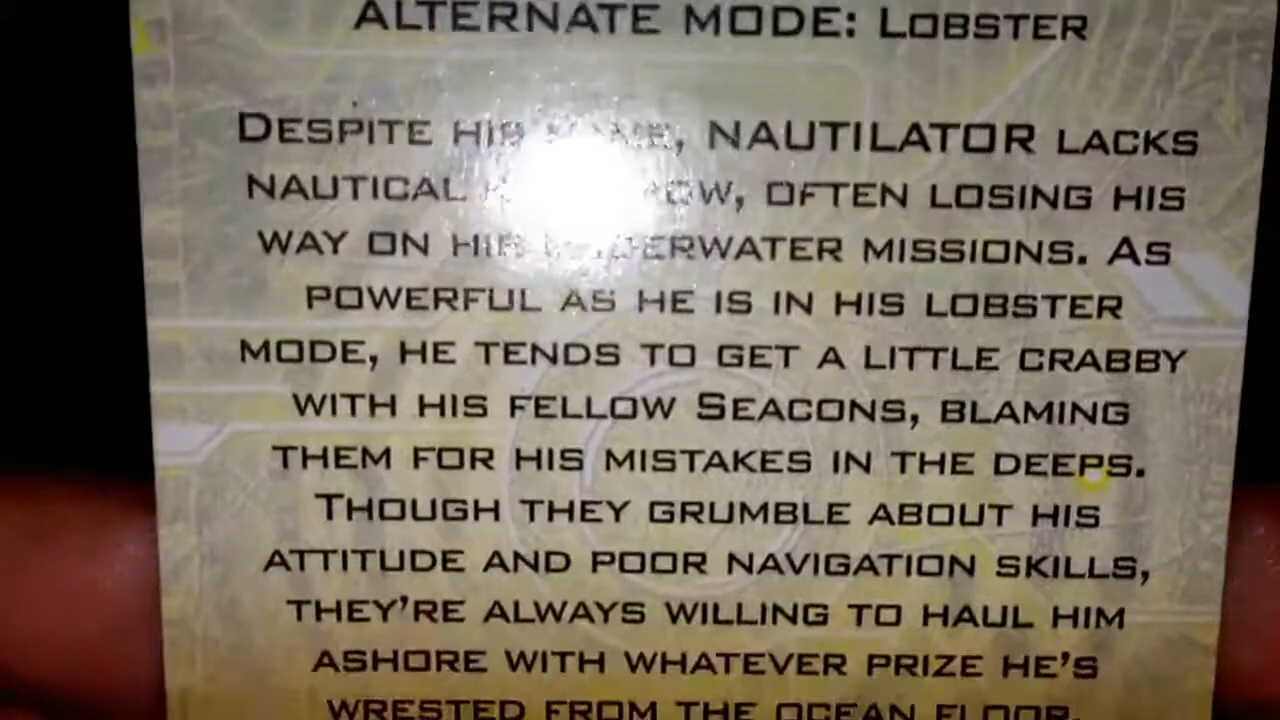 ALTERNATE MODE: LOBSTER
DESPITE HIS NAME, NAUTILATOR LACKS
NAUTICAL OFTEN LOSING HIS
WAY ON HIS UNDERWATER MISSIONS. AS
POWERFUL AS HE IS IN HIS LOBSTER
MODE, HE TENDS TO GET A LITTLE CRABBY
WITH HIS FELLOW SEACONS, BLAMING
THEM FOR HIS MISTAKES IN THE DEEPS.
THOUGH THEY GRUMBLE ABOUT HIS
ATTITUDE AND POOR NAVIGATION SKILLS,
THEY'RE ALWAYS WILLING TO HAUL HIM
ASHORE WITH WHATEVER PRIZE HE'S
WRESTED FROM THE OCEAN FLOOR.